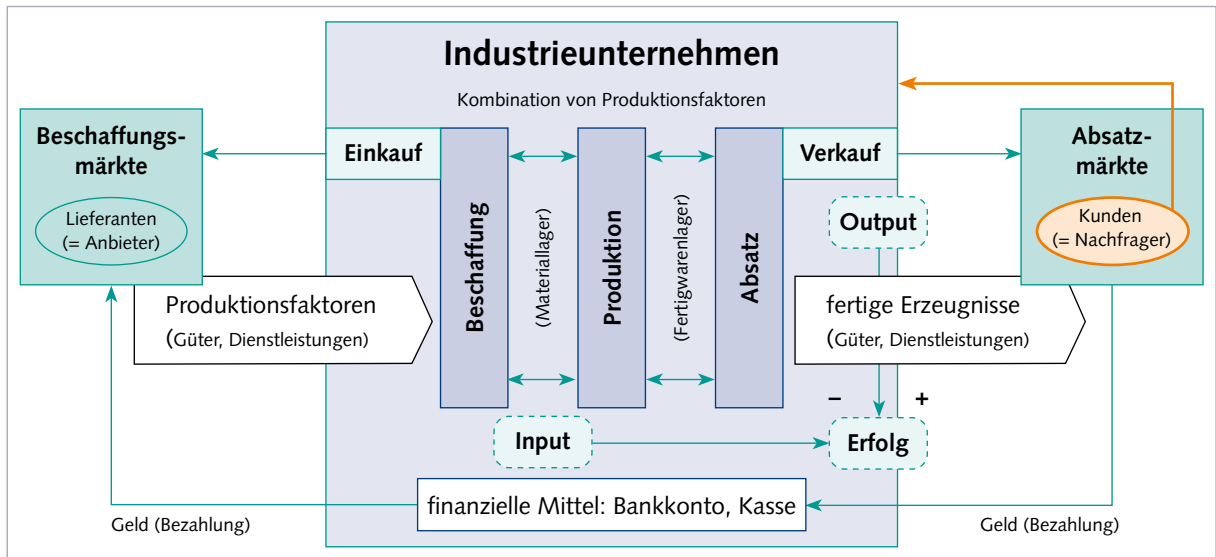 Industrieunternehmen
Kombination von Produktionsfaktoren
Beschaffungs-
märkte
Lieferanten
(= Anbieter)
Einkauf
Beschaffung
(Materiallager)
Produktion
(Fertigwarenlager)
Absatz
Verkauf
Absatz-
märkte
Kunden
(= Nachfrager)
Output
Produktionsfaktoren
(Güter, Dienstleistungen)
fertige Erzeugnisse
(Güter, Dienstleistungen)
– +
Input
Erfolg
finanzielle Mittel: Bankkonto, Kasse
Geld (Bezahlung)
Geld (Bezahlung)